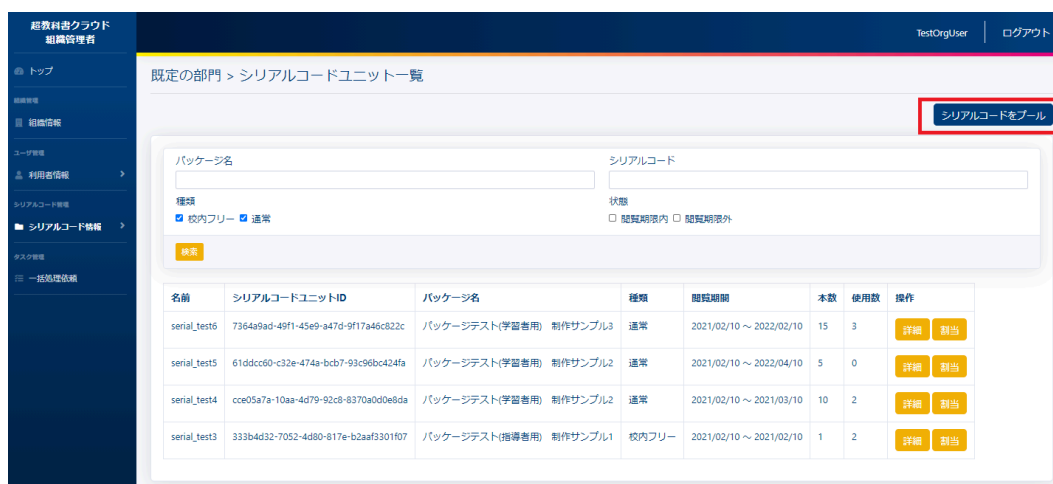 超教科書クラウド
組織管理者
TestOrgUser
ログアウト
トップ
組織管理
組織情報
ユーザ管理
利用者情報
シリアルコード管理
シリアルコード情報
タスク管理
一括処理依頼
既定の部門 > シリアルコードユニット一覧
シリアルコードをプール
パッケージ名
シリアルコード
種類
状態
校内フリー 通常
閲覧期限内 閲覧期限外
検索
名前 シリアルコードユニットID パッケージ名 種類 閲覧期間 本数 使用数 操作
serial_test6 7364a9ad-49f1-45e9-a47d-9f17a46c822c パッケージテスト(学習者用) 制作サンプル3 通常 2021/02/10 ～ 2022/02/10 15 3 詳細 割当
serial_test5 61ddcc60-c32e-474a-bcb7-93c96bc424fa パッケージテスト(学習者用) 制作サンプル2 通常 2021/02/10 ～ 2022/04/10 5 0 詳細 割当
serial_test4 cce05a7a-10aa-4d79-92c8-8370a0d0e8da パッケージテスト(学習者用) 制作サンプル2 通常 2021/02/10 ～ 2021/03/10 10 2 詳細 割当
serial_test3 333b4d32-7052-4d80-817e-b2aaf3301f07 パッケージテスト(指導者用) 制作サンプル1 校内フリー 2021/02/10 ～ 2021/02/10 1 2 詳細 割当